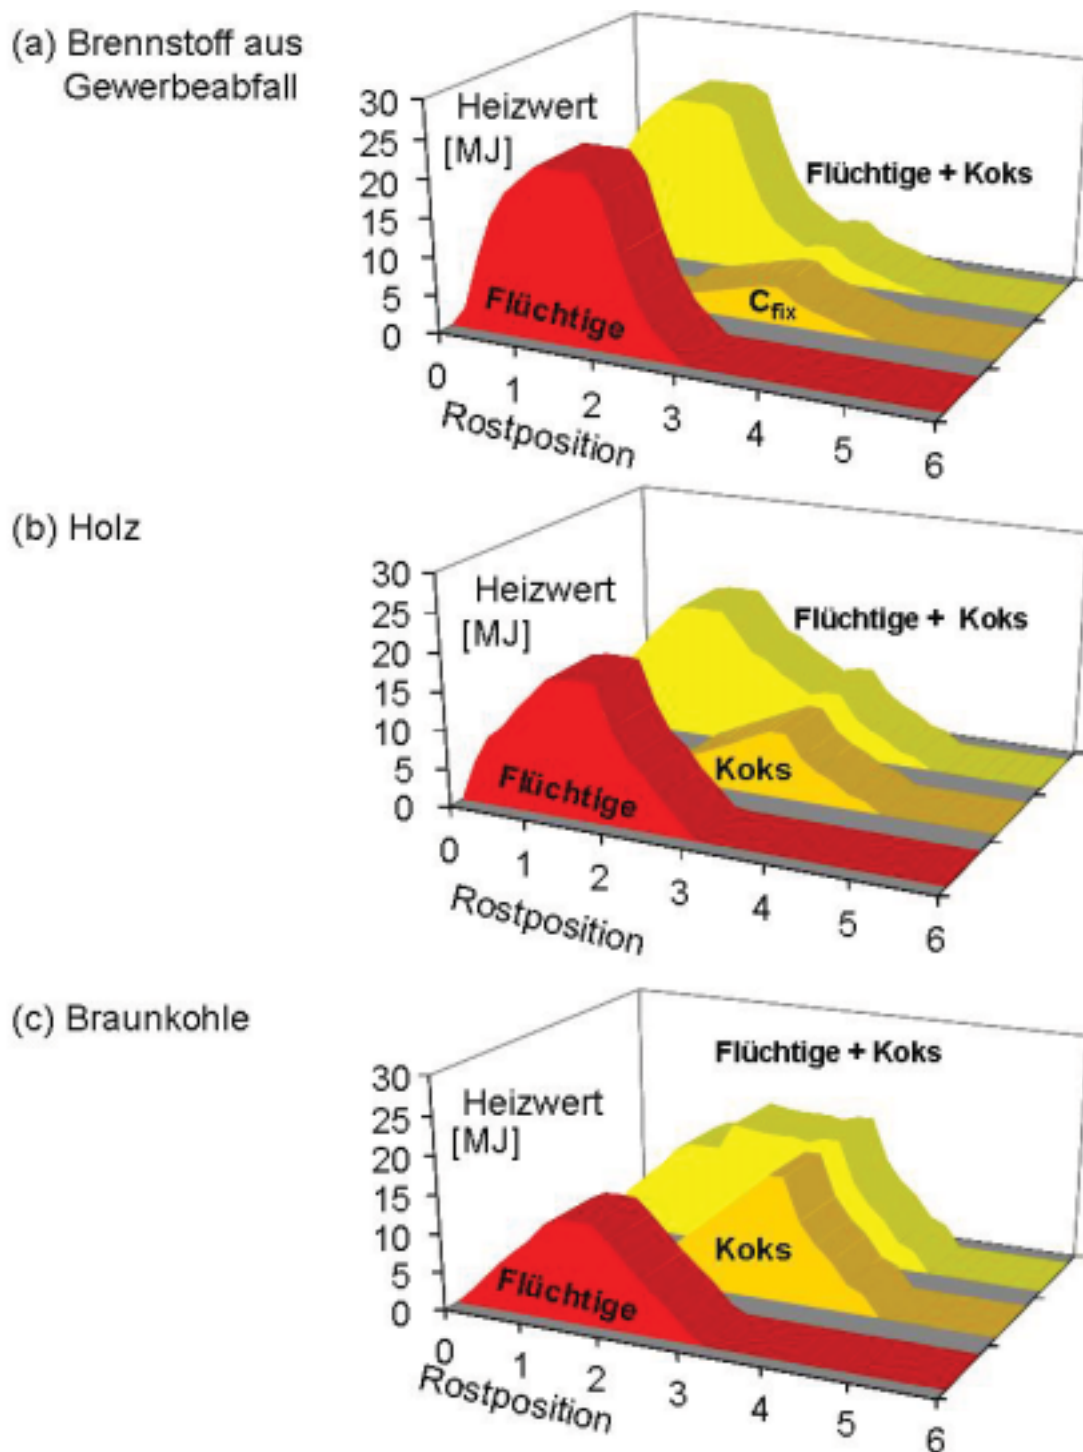 (a) Brennstoff aus
Gewerbeabfall
Heizwert
[MJ]
30
25
20
15
10
5
0
Flüchtige + Koks
Cfix
Flüchtige
0 1 2 3 4 5 6
Rostposition
(b) Holz
Heizwert
[MJ]
30
25
20
15
10
5
0
Flüchtige + Koks
Koks
Flüchtige
0 1 2 3 4 5 6
Rostposition
(c) Braunkohle
Flüchtige + Koks
Heizwert
[MJ]
30
25
20
15
10
5
0
Koks
Flüchtige
0 1 2 3 4 5 6
Rostposition